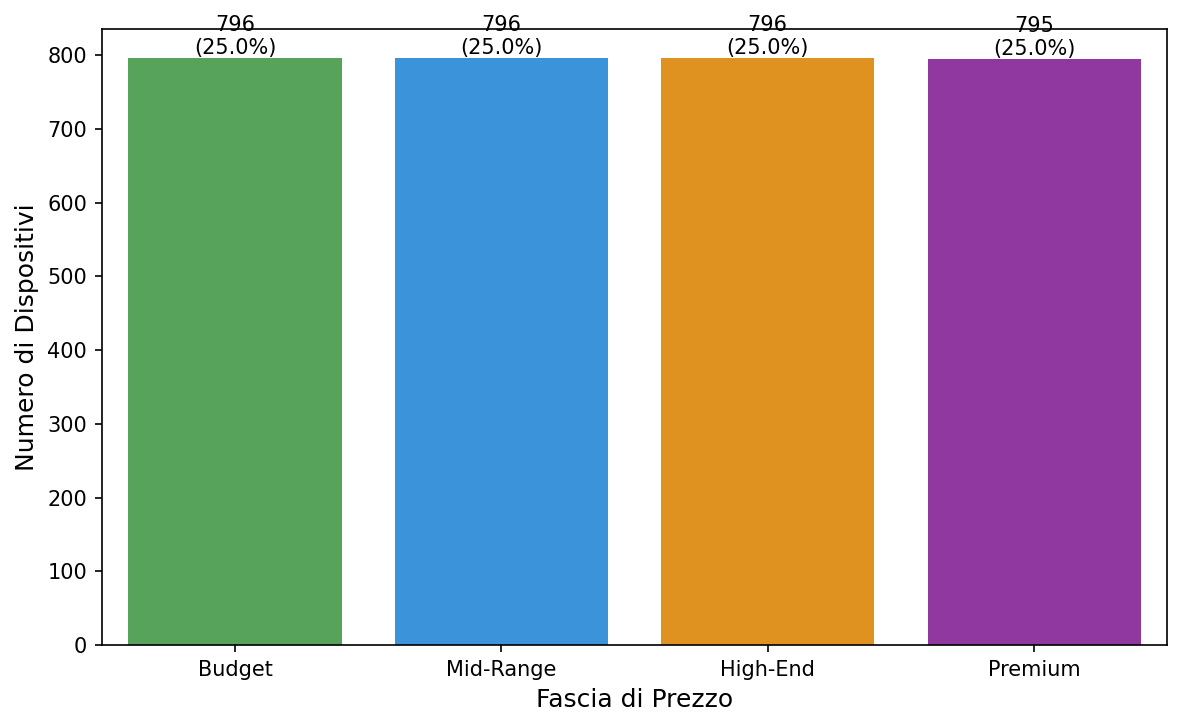 796
(25.0%)
796
(25.0%)
796
(25.0%)
795
(25.0%)
800
700
600
500
400
300
200
100
0
Numero di Dispositivi
Budget
Mid-Range
High-End
Premium
Fascia di Prezzo